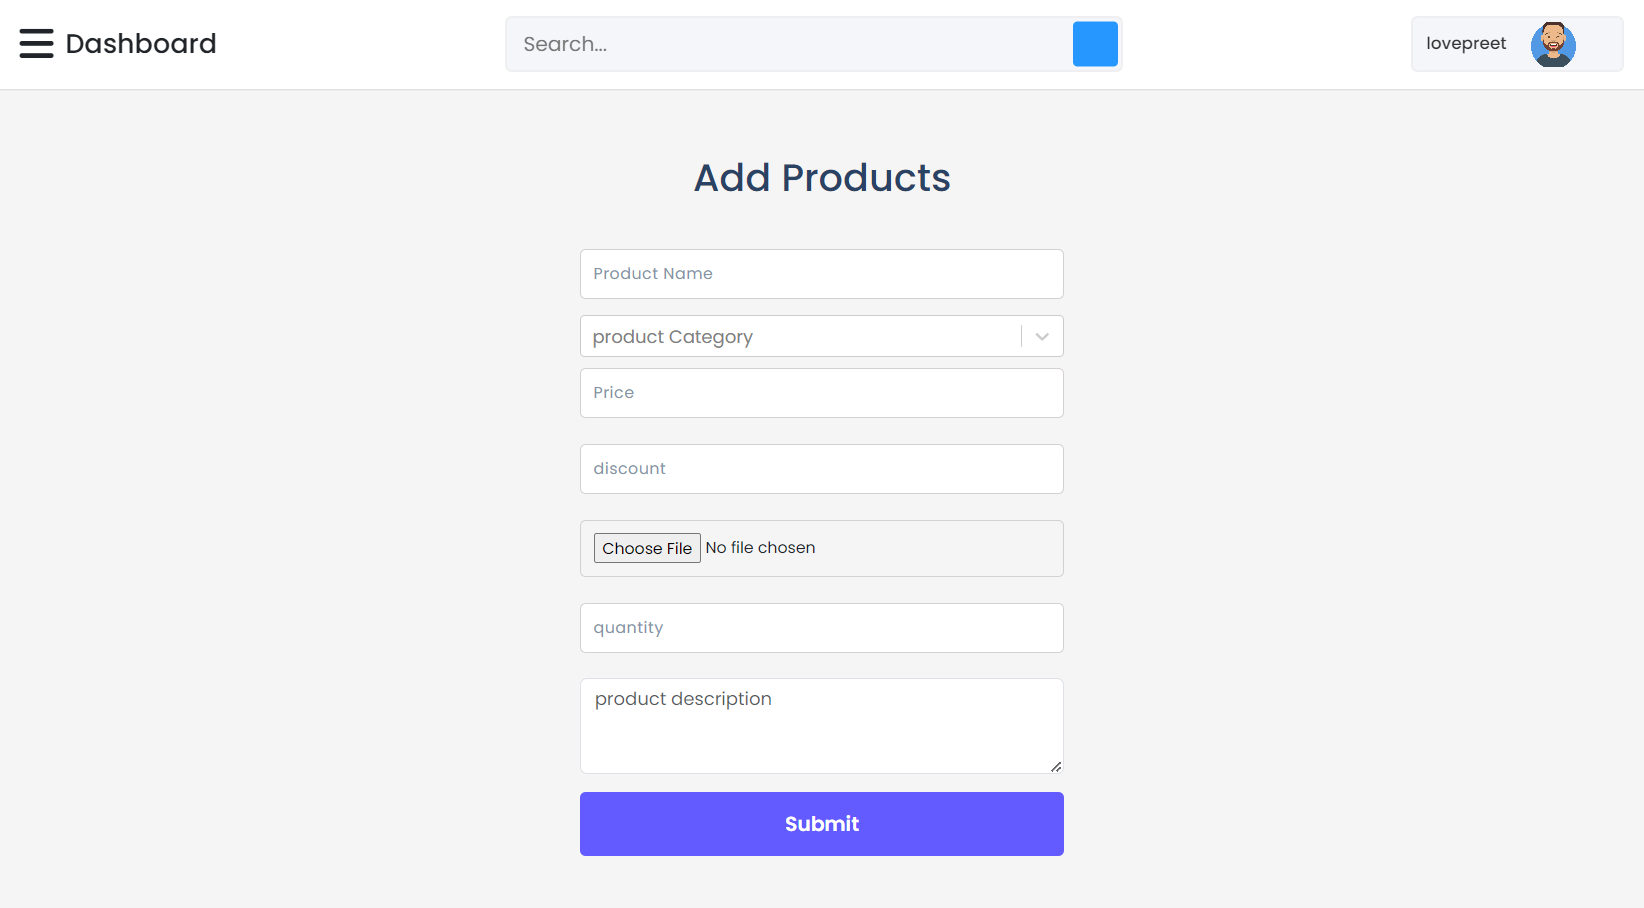 Dashboard
Search...
lovepreet
Add Products
Product Name
product Category
Price
discount
Choose File No file chosen
quantity
product description
Submit